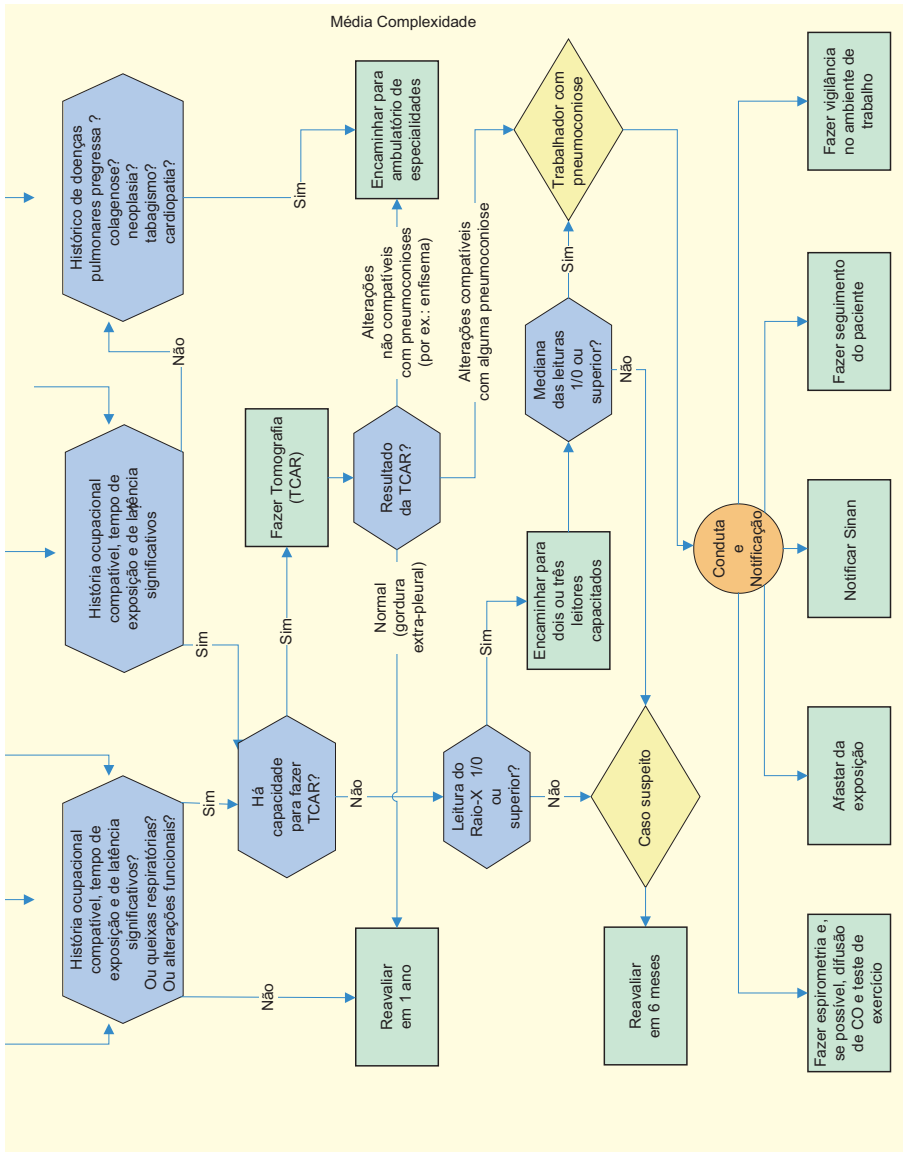 Média Complexidade
Histórico de doenças
pulmonares pregressa ?
colagenose?
neoplasia?
tabagismo?
cardiopatia?
Sim
Encaminhar para
ambulatório de
especialidades
Não
História ocupacional
compatível, tempo de
exposição e de latência
significativos
Sim
História ocupacional
compatível, tempo de
exposição e de latência
significativos?
Ou queixas respiratórias?
Ou alterações funcionais?
Sim
Não
Reavaliar
em 1 ano
Há
capacidade
para fazer
TCAR?
Sim
Fazer Tomografia
(TCAR)
Resultado
da TCAR?
Alterações
não compatíveis
com pneumoconioses
(por ex.: enfisema)
Alterações compatíveis
com alguma pneumoconiose
Normal
(gordura
extra-pleural)
Não
Leitura do
Raio-X 1/0
ou
superior?
Sim
Encaminhar para
dois ou três
leitores
capacitados
Mediana
das leituras
1/0 ou
superior?
Sim
Não
Trabalhador com
pneumoconiose
Não
Caso suspeito
Reavaliar
em 6 meses
Conduta
e
Notificação
Fazer vigilância
no ambiente de
trabalho
Fazer seguimento
do paciente
Notificar Sinan
Afastar da
exposição
Fazer espirometria e,
se possível, difusão
de CO e teste de
exercício